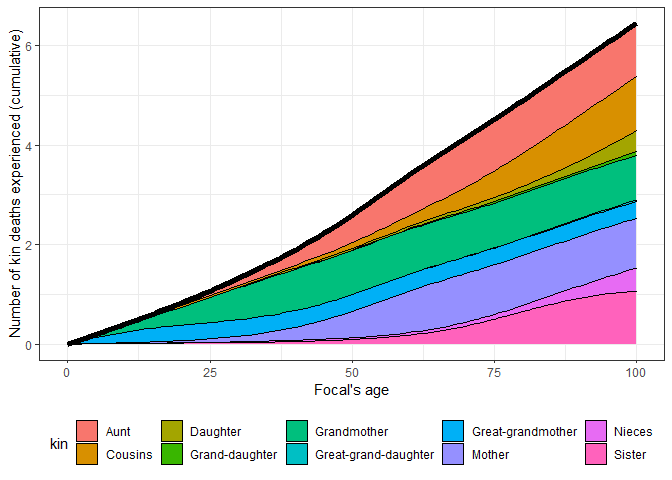 Number of kin deaths experienced (cumulative)
6
4
2
0
0 25 50 75 100
Focal's age
kin
Aunt Daughter Grandmother Great-grandmother Nieces
Cousins Grand-daughter Great-grand-daughter Mother Sister